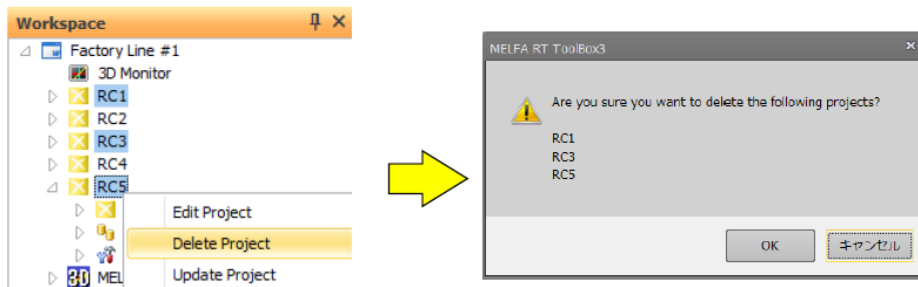 Workspace
Factory Line #1
3D Monitor
RC1
RC2
RC3
RC4
RC5
Edit Project
Delete Project
3D MEL
Update Project
MELFA RT ToolBox3
Are you sure you want to delete the following projects?
RC1
RC3
RC5
OK
キャンセル